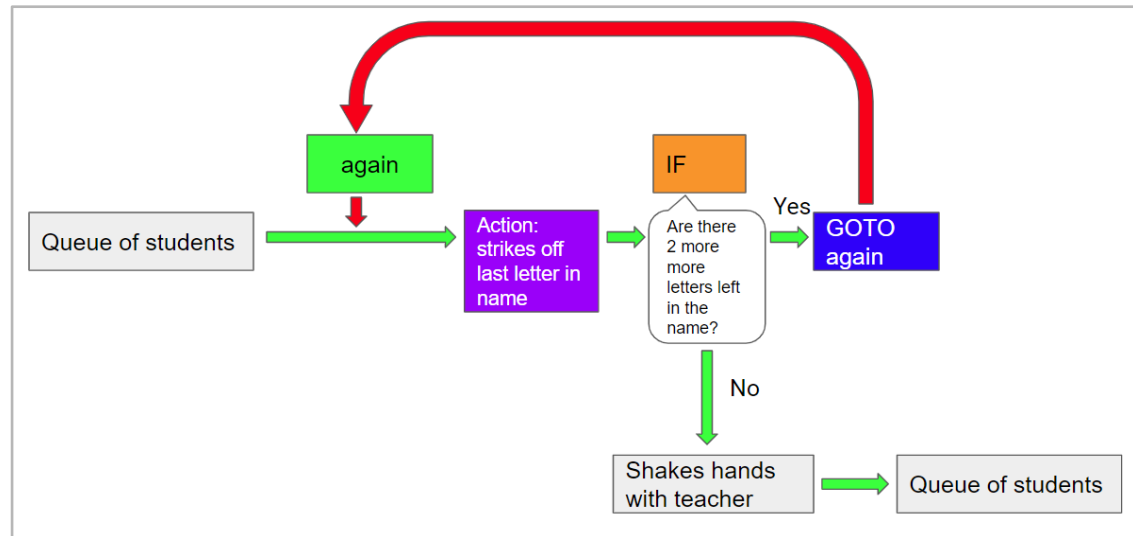 again
IF
Queue of students
Action:
strikes off
last letter in
name
Are there
2 more
more
letters left
in the
name?
Yes
GOTO
again
No
Shakes hands
with teacher
Queue of students